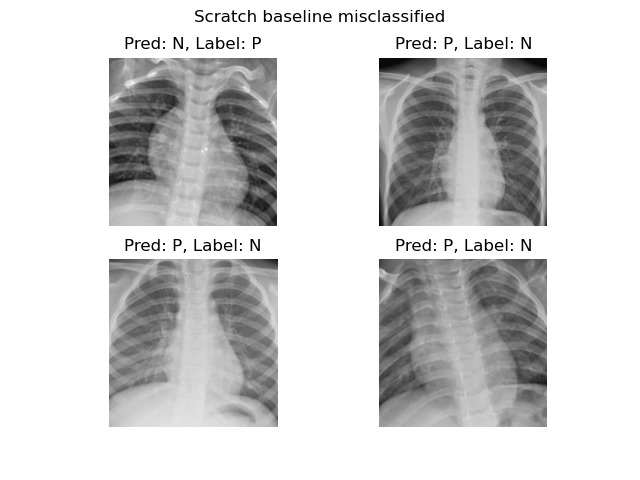 Scratch baseline misclassified
Pred: N, Label: P
Pred: P, Label: N
Pred: P, Label: N
Pred: P, Label: N